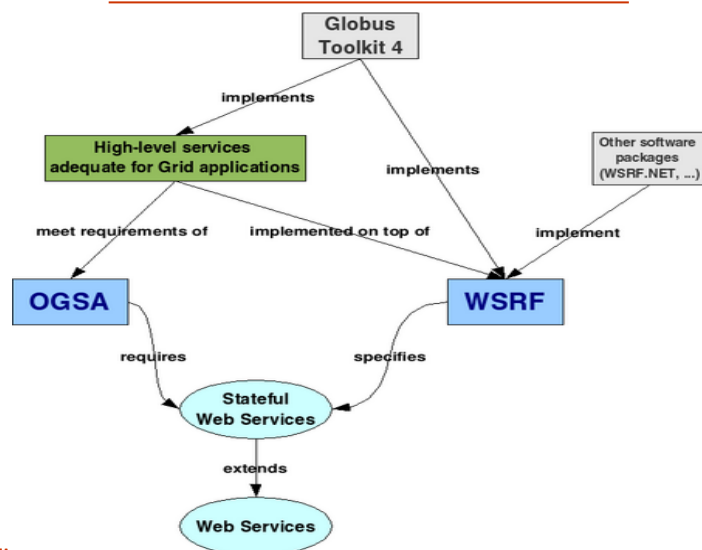 Globus
Toolkit 4
implements
High-level services
adequate for Grid applications
Other software
packages
(WSRF.NET, ...)
implements
meet requirements of
implemented on top of
implement
OGSA
WSRF
requires
specifies
Stateful
Web Services
extends
Web Services